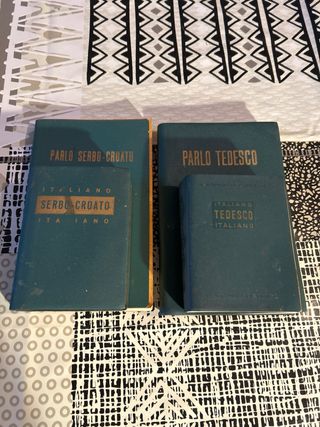 PARLO SERBO-CROATO
ITALIANO
SERBO-CROATO
ITALIANO
PARLO TEDESCO
ITALIANO
TEDESCO
ITALIANO